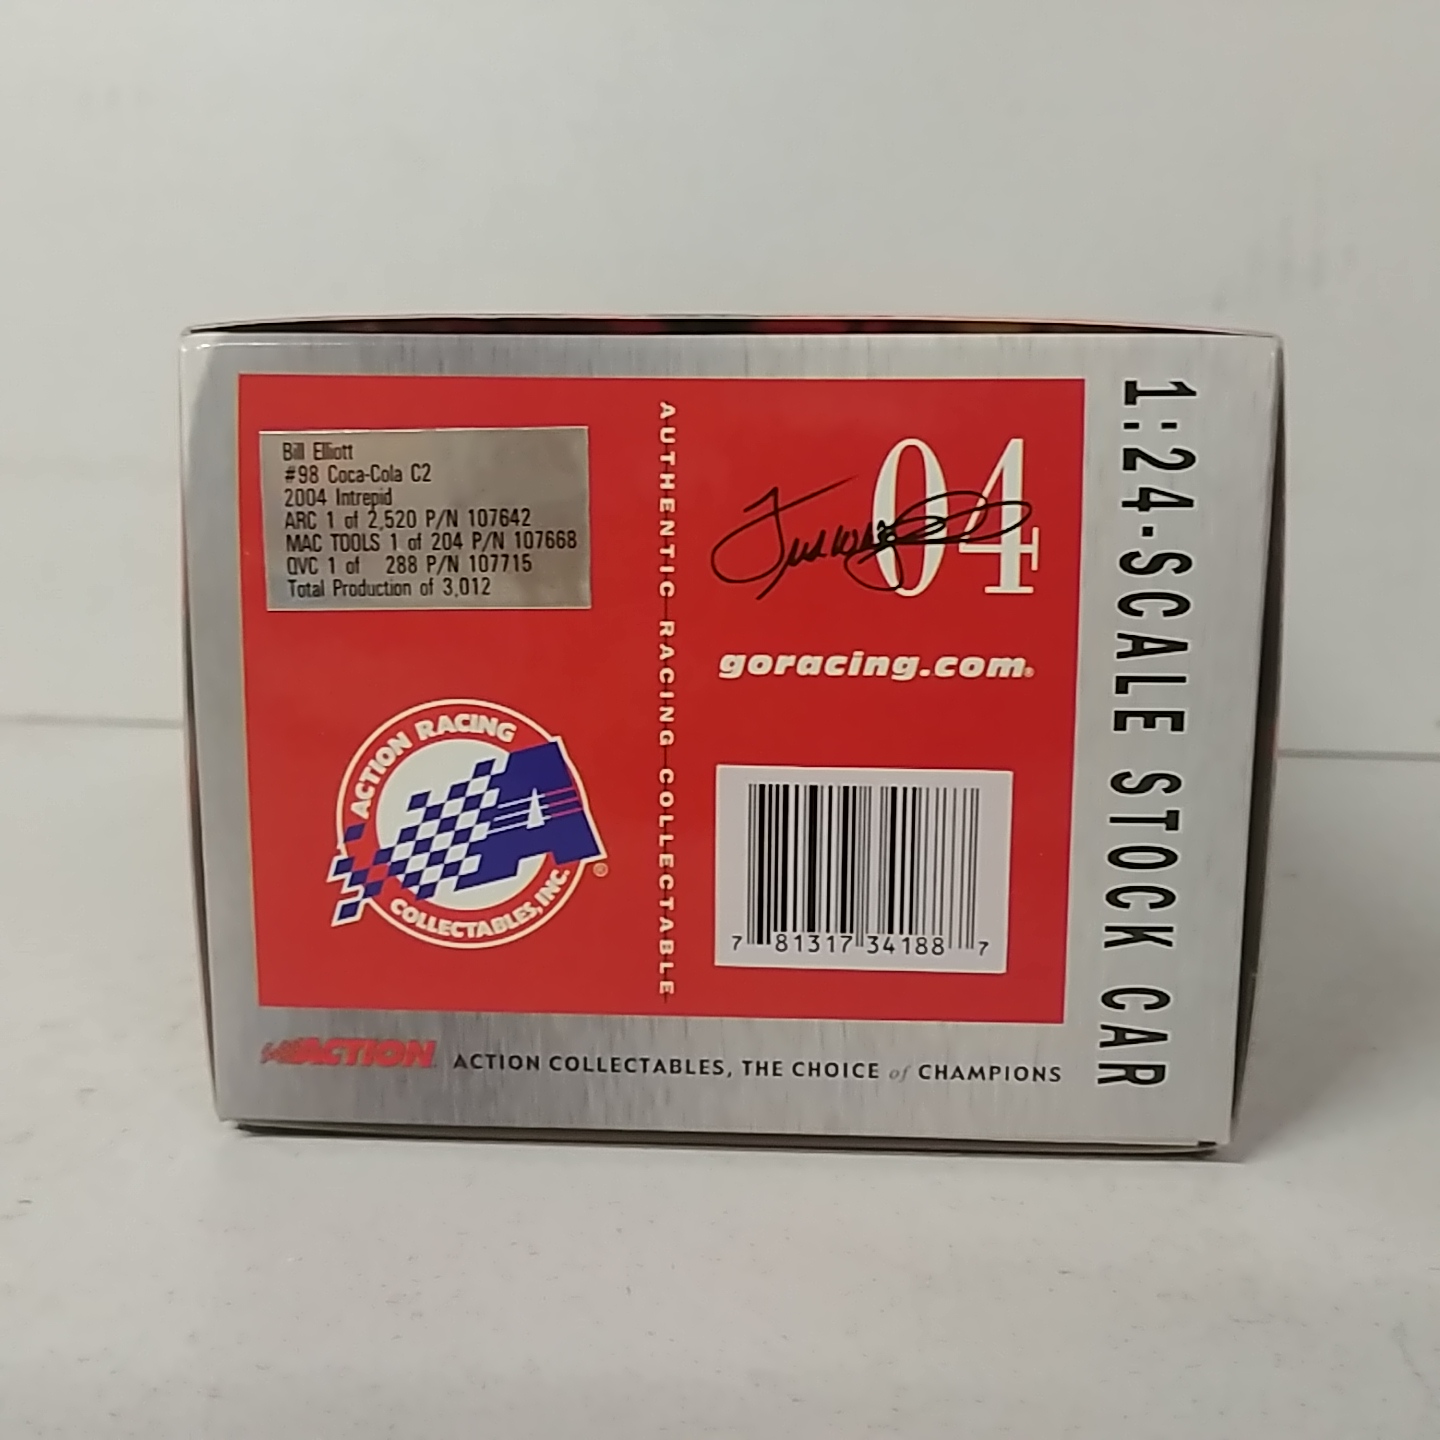 Bill Elliott
#98 Coca-Cola C2
2004 Intrepid
ARC 1 of 2,520 P/N 107642
MAC TOOLS 1 of 204 P/N 107668
QVC 1 of 288 P/N 107715
Total Production of 3,012
ACTION RACING
COLLECTABLES, INC.
®
AUTHENTIC RACING COLLECTABLE
04
goracing.com®
7 81317 34188 7
1:24-SCALE STOCK CAR
ACTION
ACTION COLLECTABLES, THE CHOICE of CHAMPIONS